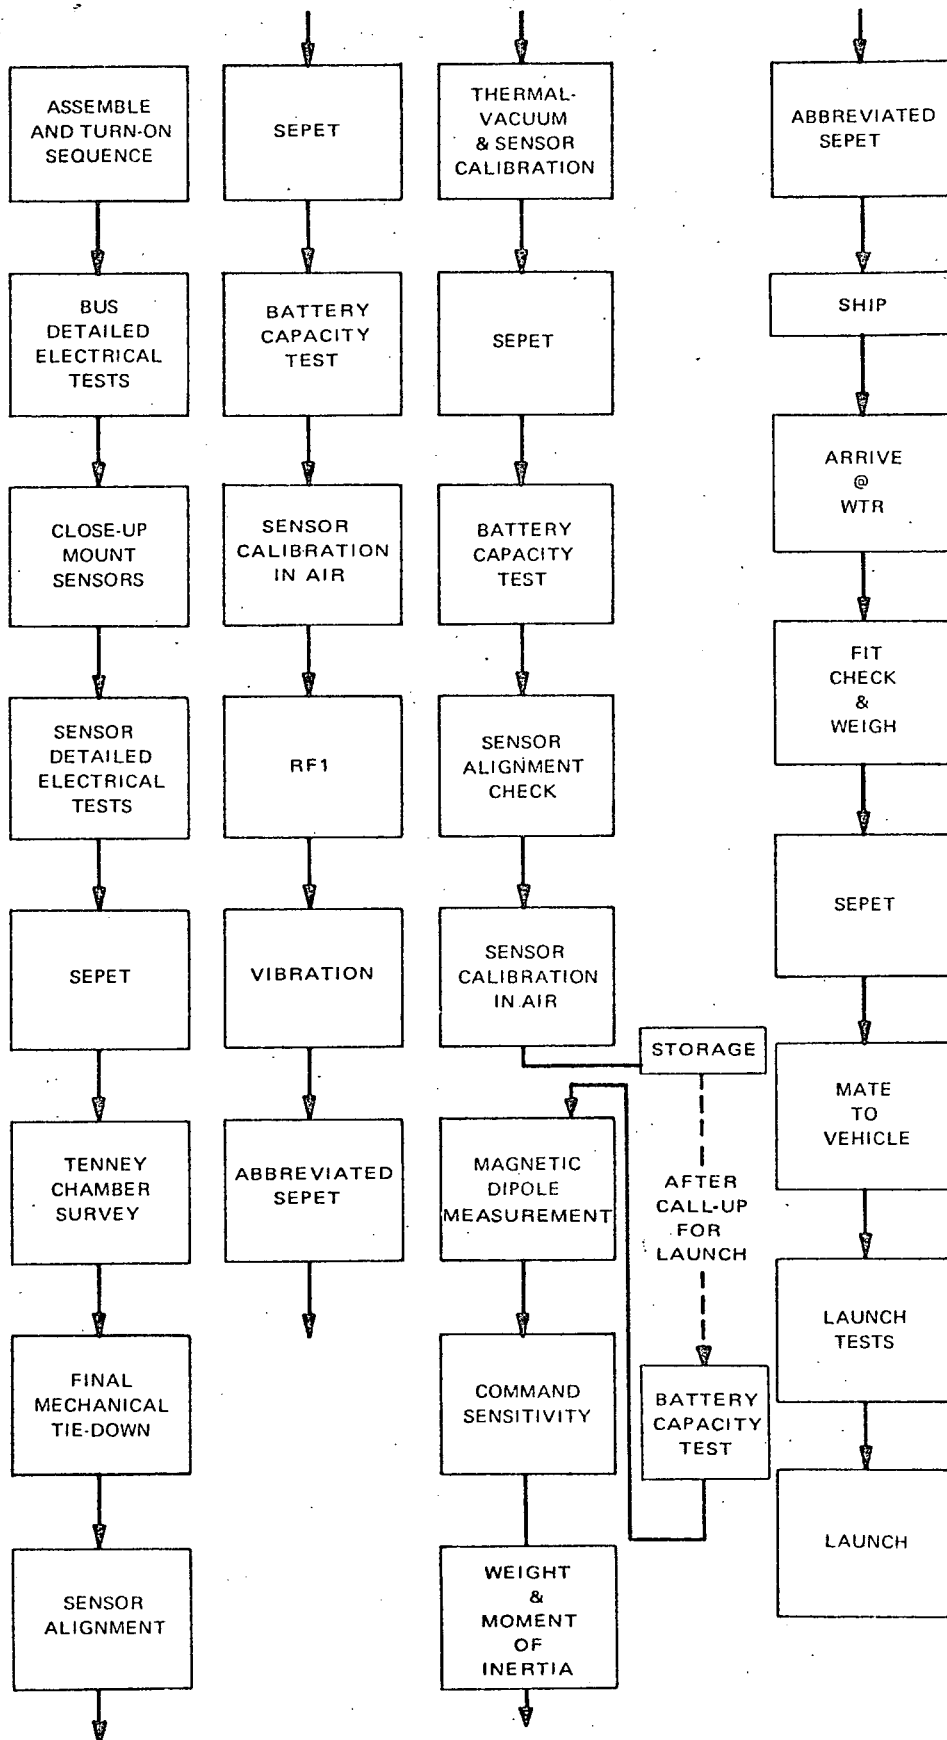 ASSEMBLE
AND TURN-ON
SEQUENCE
BUS
DETAILED
ELECTRICAL
TESTS
CLOSE-UP
MOUNT
SENSORS
SENSOR
DETAILED
ELECTRICAL
TESTS
SEPET
TENNEY
CHAMBER
SURVEY
FINAL
MECHANICAL
TIE-DOWN
SENSOR
ALIGNMENT
SEPET
BATTERY
CAPACITY
TEST
SENSOR
CALIBRATION
IN AIR
RF1
VIBRATION
ABBREVIATED
SEPET
THERMAL-
VACUUM
& SENSOR
CALIBRATION
SEPET
BATTERY
CAPACITY
TEST
SENSOR
ALIGNMENT
CHECK
SENSOR
CALIBRATION
IN AIR
STORAGE
AFTER
CALL-UP
FOR
LAUNCH
BATTERY
CAPACITY
TEST
MAGNETIC
DIPOLE
MEASUREMENT
COMMAND
SENSITIVITY
WEIGHT
&
MOMENT
OF
INERTIA
ABBREVIATED
SEPET
SHIP
ARRIVE
@
WTR
FIT
CHECK
&
WEIGH
SEPET
MATE
TO
VEHICLE
LAUNCH
TESTS
LAUNCH